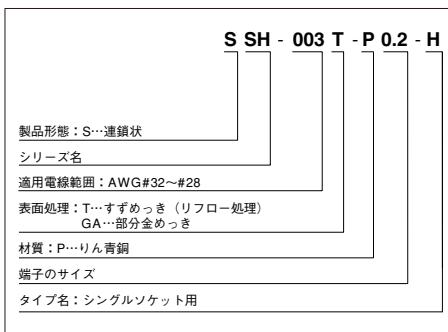 S SH - 003 T - P 0.2 - H
製品形態：S…連鎖状
シリーズ名
適用電線範囲：AWG#32～#28
表面処理：T…すずめっき（リフロー処理）
GA…部分金めっき
材質：P…りん青銅
端子のサイズ
タイプ名：シングルソケット用